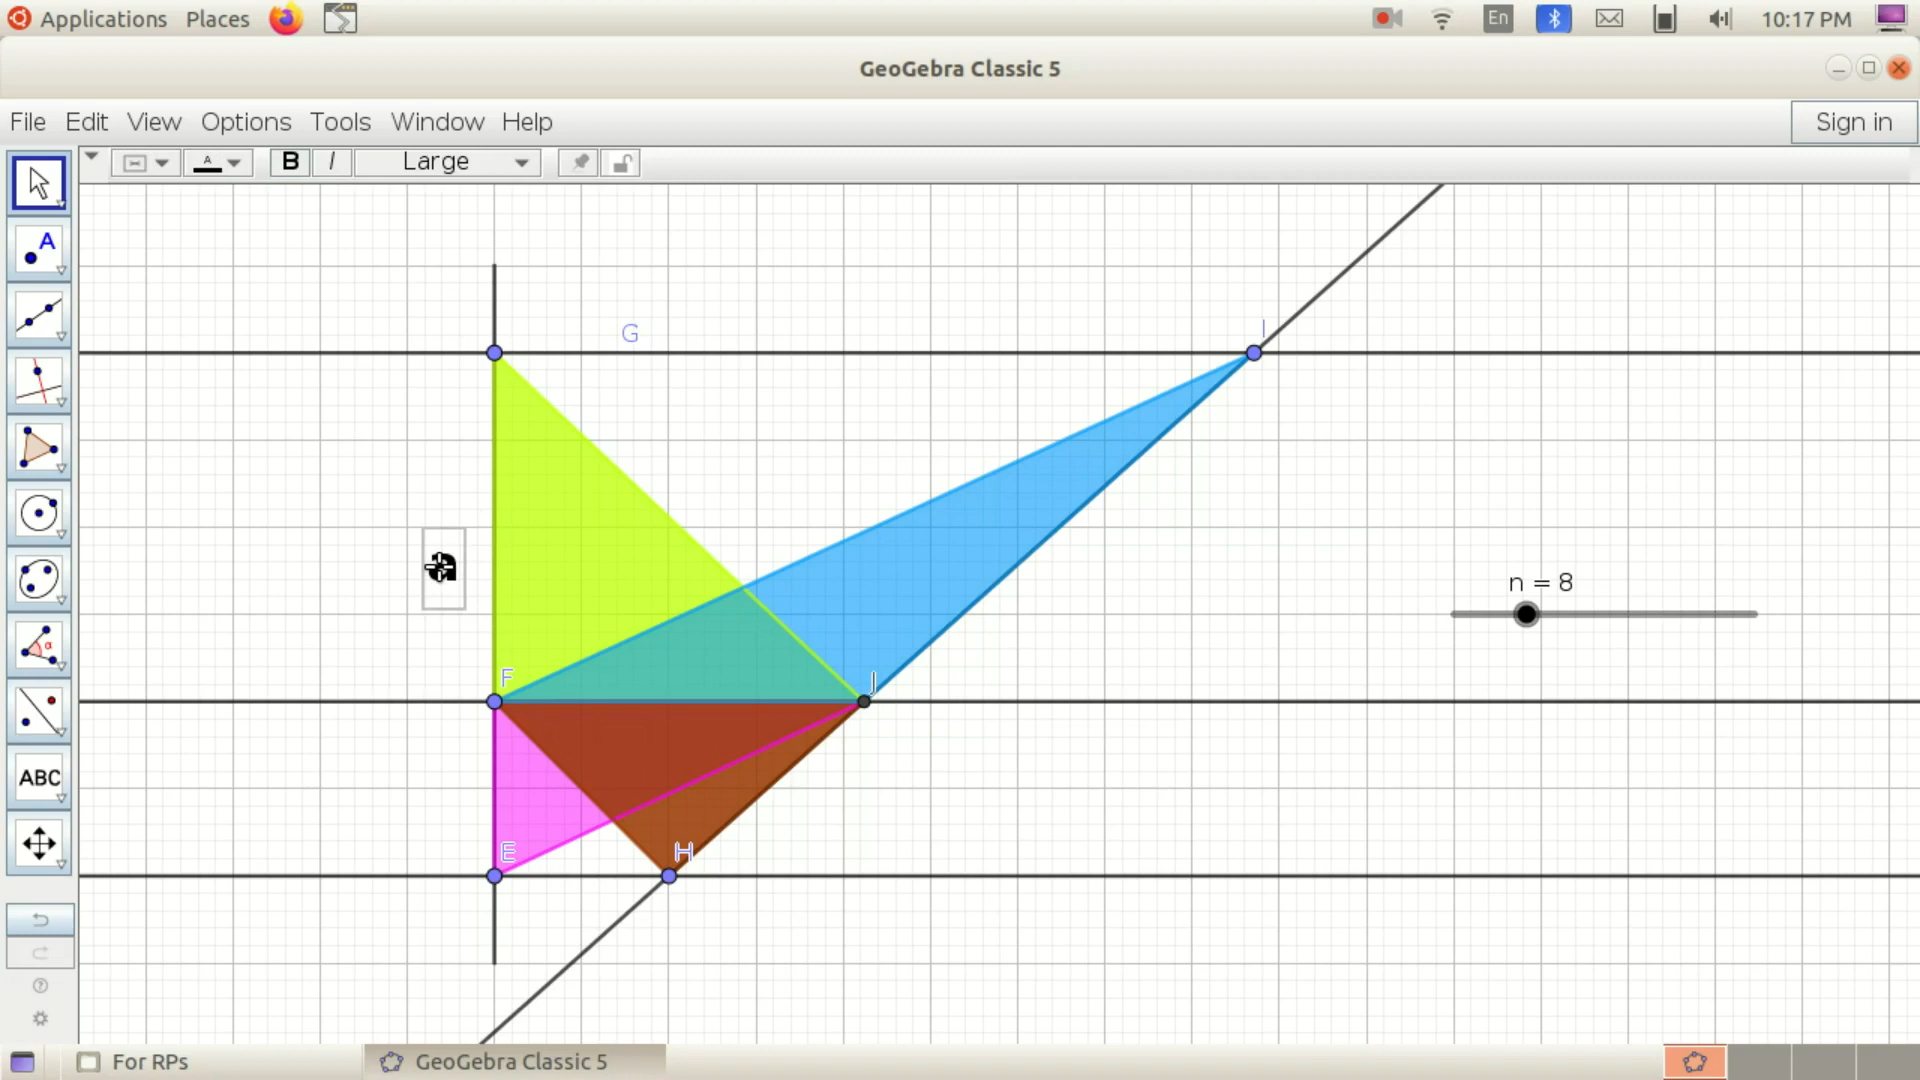 Applications Places En 10:17 PM
GeoGebra Classic 5
File Edit View Options Tools Window Help Sign in
A B I Large
A
G I
a
n = 8
F J
α
ABC
E H
For RPs GeoGebra Classic 5